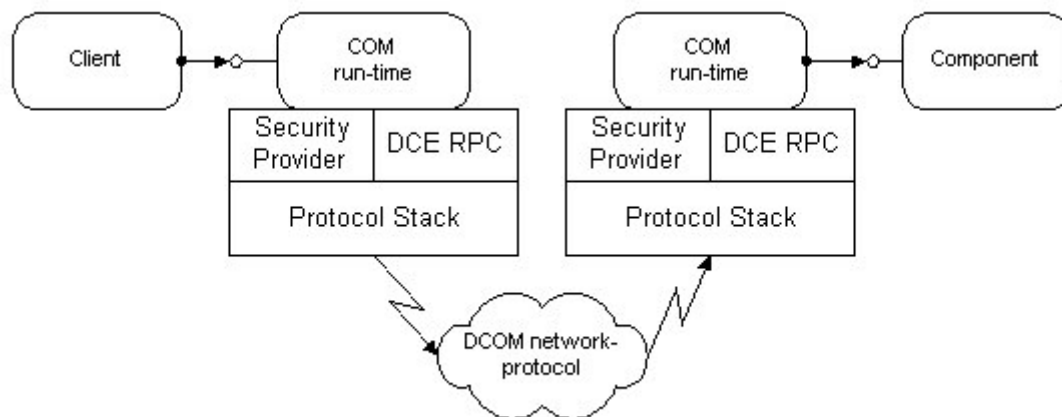 Client
COM
run-time
COM
run-time
Component
Security
Provider
DCE RPC
Security
Provider
DCE RPC
Protocol Stack
Protocol Stack
DCOM network-
protocol